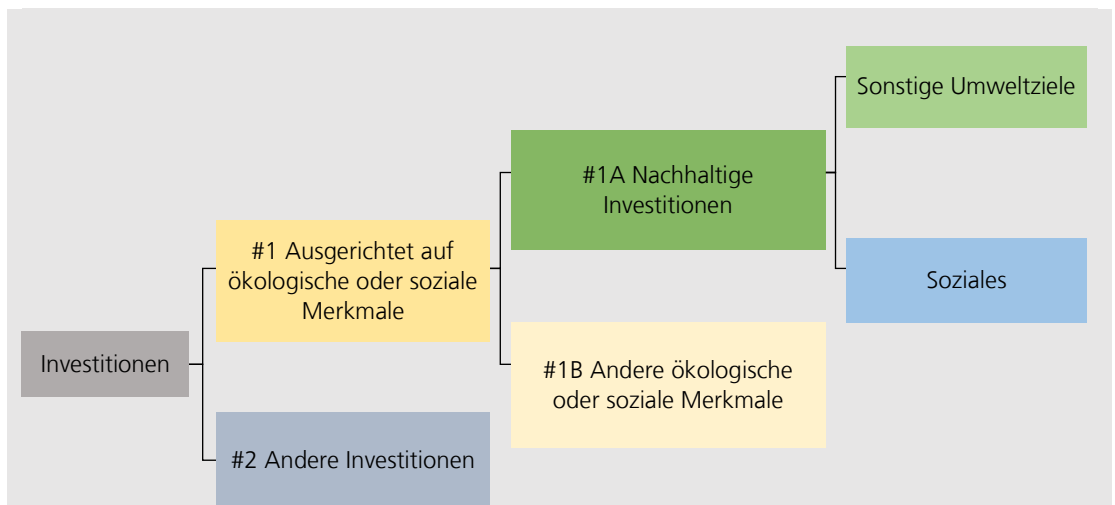 Investitionen
#1 Ausgerichtet auf
ökologische oder soziale
Merkmale
#2 Andere Investitionen
#1A Nachhaltige
Investitionen
#1B Andere ökologische
oder soziale Merkmale
Sonstige Umweltziele
Soziales